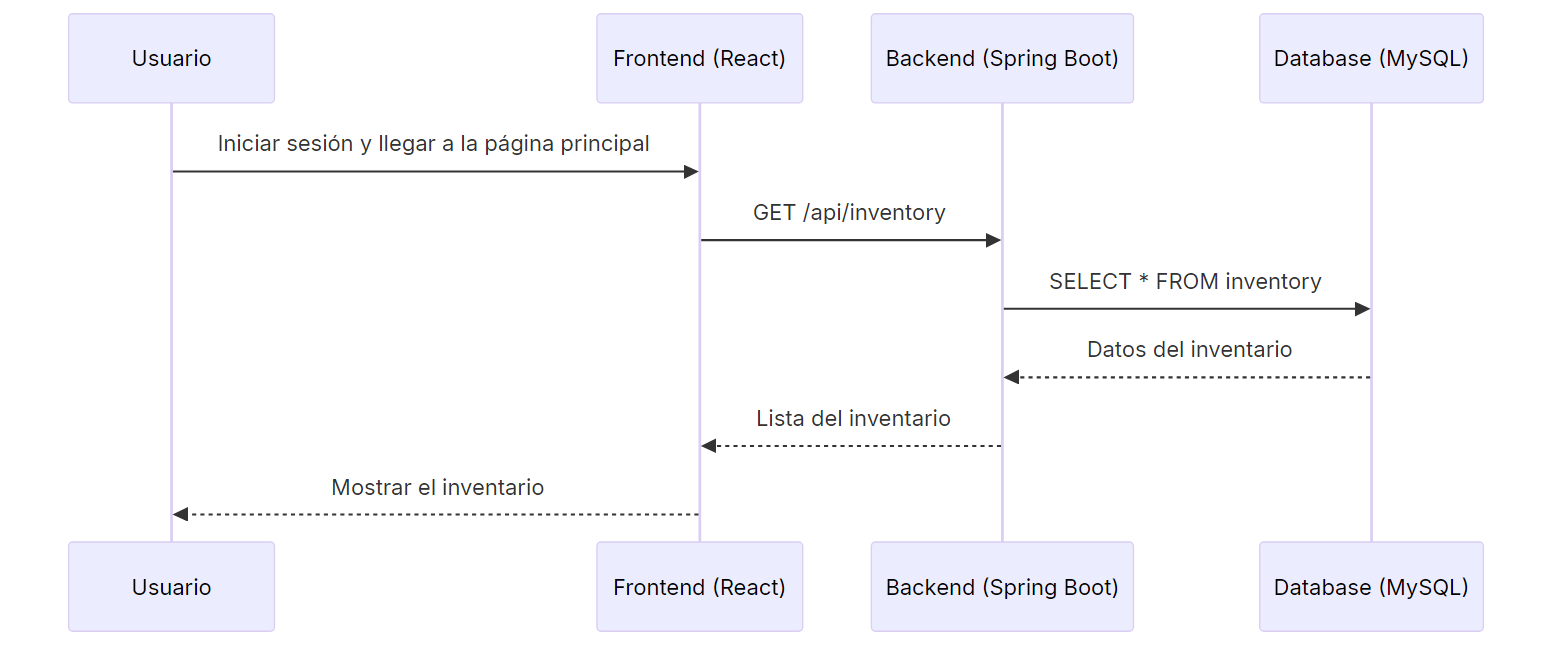 Usuario
Frontend (React)
Backend (Spring Boot)
Database (MySQL)
Iniciar sesión y llegar a la página principal
GET /api/inventory
SELECT * FROM inventory
Datos del inventario
Lista del inventario
Mostrar el inventario
Usuario
Frontend (React)
Backend (Spring Boot)
Database (MySQL)